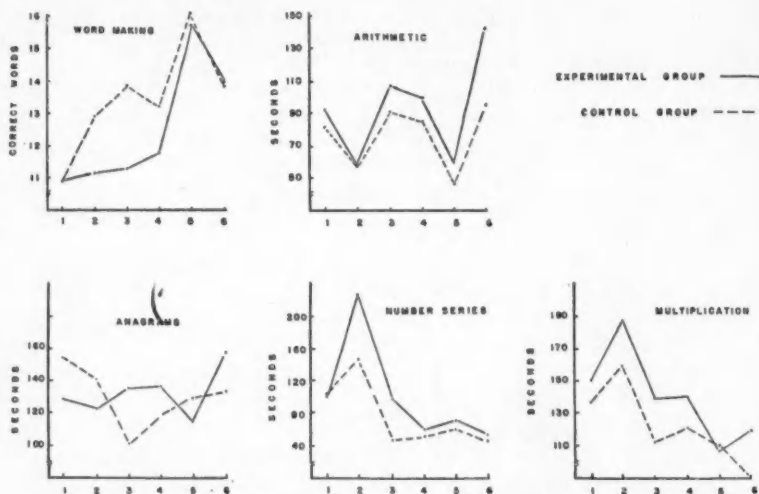 WORD MAKING
CORRECT WORDS
16
15
14
13
12
11
1 2 3 4 5 6
ARITHMETIC
SECONDS
150
130
110
90
70
50
1 2 3 4 5 6
EXPERIMENTAL GROUP
CONTROL GROUP
ANAGRAMS
SECONDS
160
140
120
100
1 2 3 4 5 6
NUMBER SERIES
SECONDS
200
160
120
80
40
1 2 3 4 5 6
MULTIPLICATION
SECONDS
190
170
150
130
110
1 2 3 4 5 6